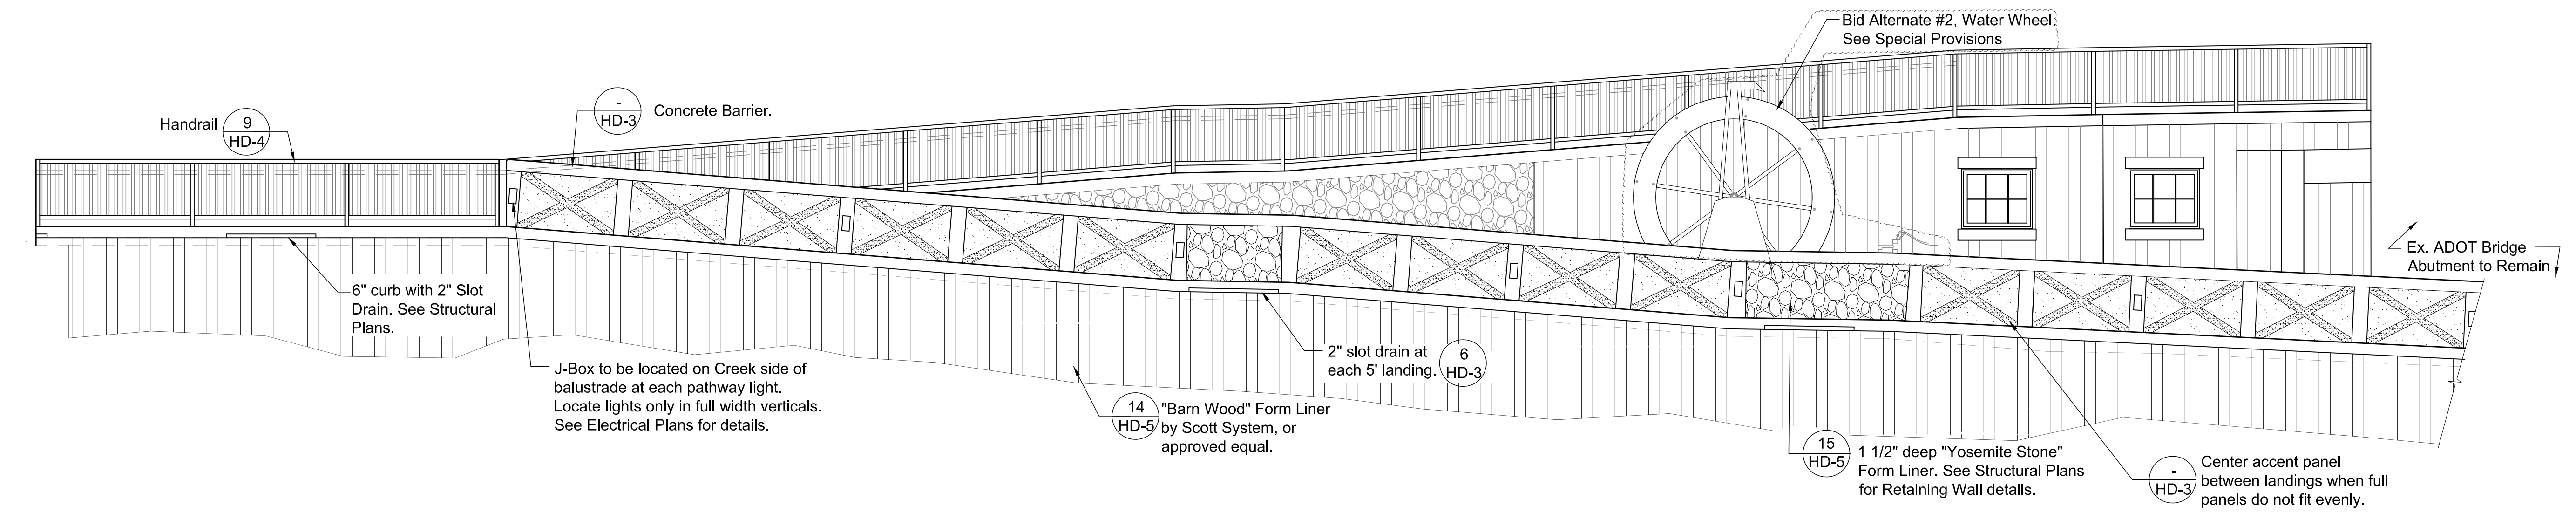 Bid Alternate #2, Water Wheel.
See Special Provisions
Handrail
9
HD-4
-
HD-3
Concrete Barrier.
Ex. ADOT Bridge
Abutment to Remain
6" curb with 2" Slot
Drain. See Structural
Plans.
J-Box to be located on Creek side of
balustrade at each pathway light.
Locate lights only in full width verticals.
See Electrical Plans for details.
2" slot drain at
each 5' landing.
6
HD-3
14
HD-5
"Barn Wood" Form Liner
by Scott System, or
approved equal.
15
HD-5
1 1/2" deep "Yosemite Stone"
Form Liner. See Structural Plans
for Retaining Wall details.
-
HD-3
Center accent panel
between landings when full
panels do not fit evenly.